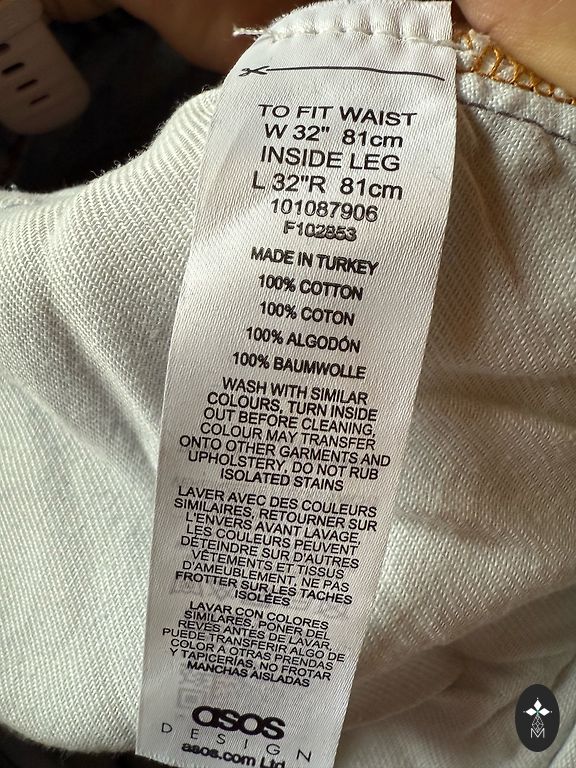 TO FIT WAIST
W 32" 81cm
INSIDE LEG
L 32"R 81cm
101087906
F102853
MADE IN TURKEY
100% COTTON
100% COTON
100% ALGODÓN
100% BAUMWOLLE
WASH WITH SIMILAR
COLOURS, TURN INSIDE
OUT BEFORE CLEANING,
COLOUR MAY TRANSFER
ONTO OTHER GARMENTS AND
UPHOLSTERY, DO NOT RUB
ISOLATED STAINS
LAVER AVEC DES COULEURS
SIMILAIRES, RETOURNER SUR
L'ENVERS AVANT LAVAGE,
LES COULEURS PEUVENT
DÉTEINDRE SUR D'AUTRES
VÊTEMENTS ET TISSUS
D'AMEUBLEMENT, NE PAS
FROTTER SUR LES TACHES
ISOLÉES
LAVAR CON COLORES
SIMILARES, PONER DEL
REVÉS ANTES DE LAVAR,
PUEDE TRANSFERIR ALGO DE
COLOR A OTRAS PRENDAS
Y TAPICERÍAS, NO FROTAR
MANCHAS AISLADAS
asos
DESIGN
asos.com Ltd
M